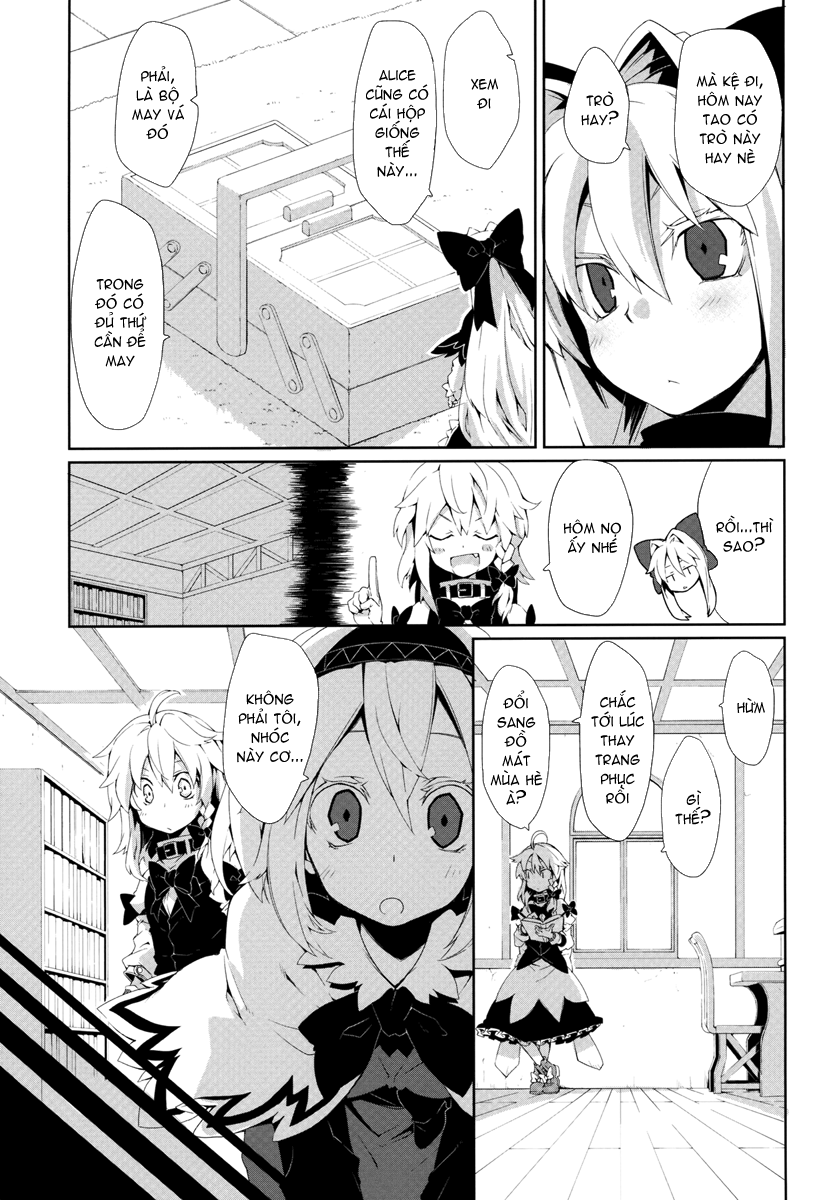 MÀ KỆ ĐI,
HÔM NAY
TAO CÓ
TRÒ NÀY
HAY NÈ
TRÒ
HAY?
XEM
ĐI
ALICE
CŨNG CÓ
CÁI HỘP
GIỐNG
THẾ
NÀY...
PHẢI,
LÀ BỘ
MAY VÁ
ĐÓ
TRONG
ĐÓ CÓ
ĐỦ THỨ
CẦN ĐỂ
MAY
RỒI...THÌ
SAO?
HÔM NỌ
ẤY NHÉ
HỪM
GÌ
THẾ?
CHẮC
TỚI LÚC
THAY
TRANG
PHỤC
RỒI
ĐỔI
SANG
ĐỒ
MÁT
MÙA HÈ
À?
KHÔNG
PHẢI TÔI,
NHÓC
NÀY CƠ...